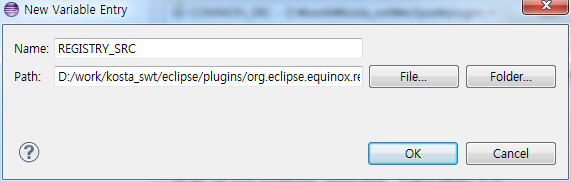 New Variable Entry
Name: REGISTRY_SRC
Path: D:/work/kosta_swt/eclipse/plugins/org.eclipse.equinox.re File... Folder...
? OK Cancel